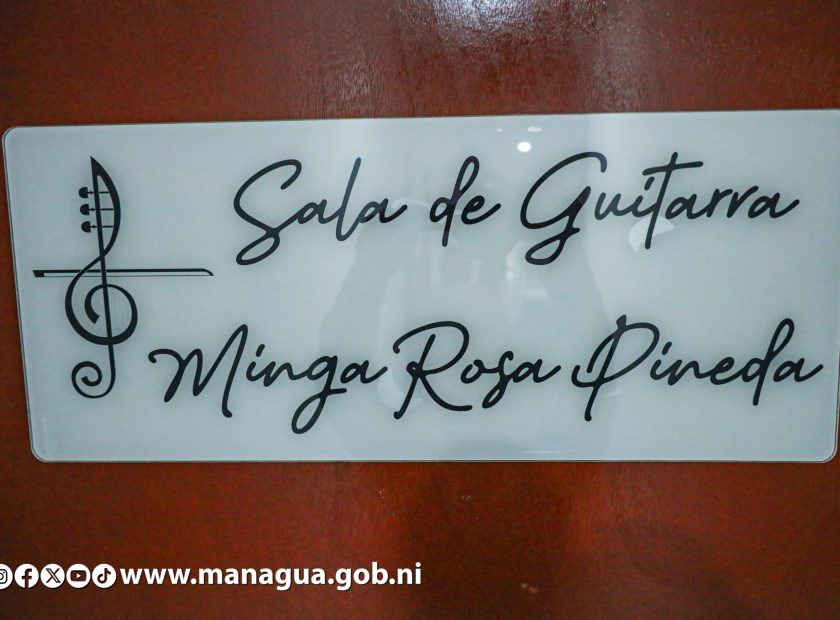 Sala de Guitarra
Minga Rosa Pineda
www.managua.gob.ni